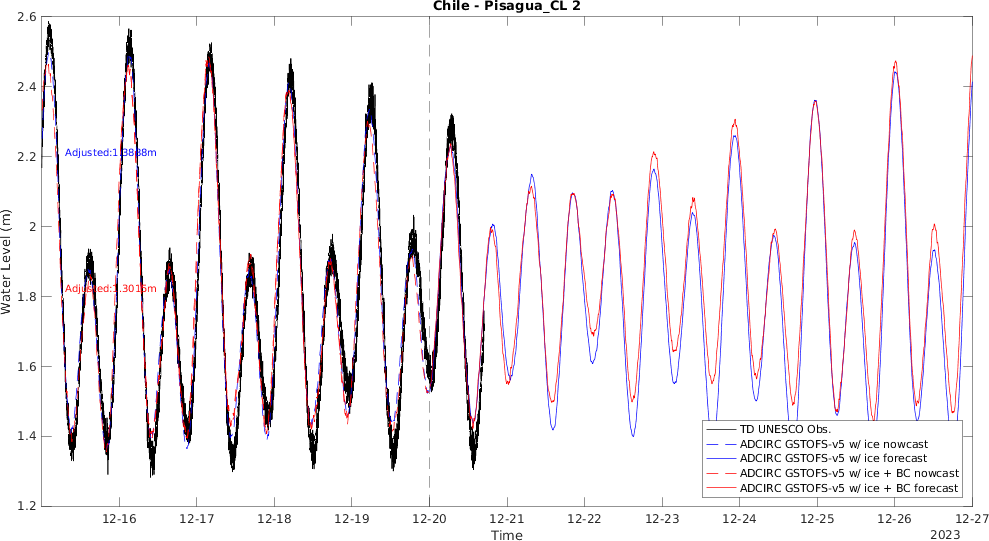 Chile - Pisagua_CL 2
2.6
2.4
2.2
2
1.8
1.6
1.4
1.2
Water Level (m)
Adjusted:1.3888m
Adjusted:1.3015m
TD UNESCO Obs.
ADCIRC GSTOFS-v5 w/ ice nowcast
ADCIRC GSTOFS-v5 w/ ice forecast
ADCIRC GSTOFS-v5 w/ ice + BC nowcast
ADCIRC GSTOFS-v5 w/ ice + BC forecast
12-16 12-17 12-18 12-19 12-20 12-21 12-22 12-23 12-24 12-25 12-26 12-27
Time
2023